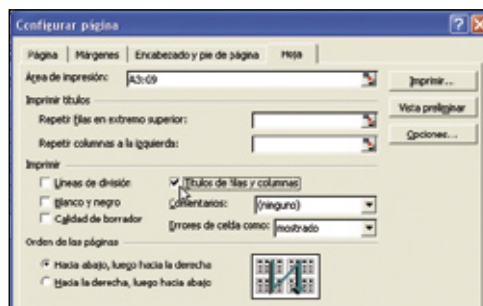 Configurar página
Página Márgenes Encabezado y pie de página Hoja
Área de impresión: A3:G9 Imprimir...
Imprimir títulos Vista preliminar
Repetir filas en extremo superior:
Repetir columnas a la izquierda: Opciones...
Imprimir
Líneas de división Títulos de filas y columnas
Blanco y negro Comentarios: (ninguno)
Calidad de borrador Errores de celda como: mostrado
Orden de las páginas
Hacia abajo, luego hacia la derecha
Hacia la derecha, luego hacia abajo